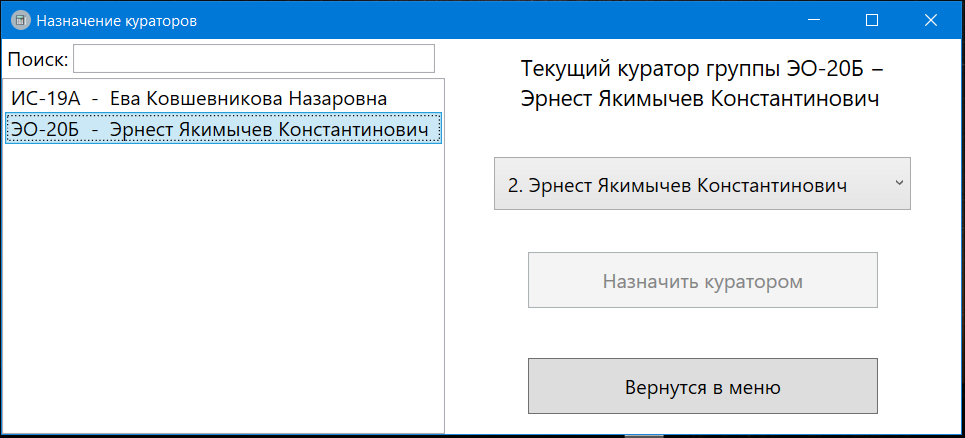 Назначение кураторов
Поиск:
ИС-19А - Ева Ковшевникова Назаровна
ЭО-20Б - Эрнест Якимычев Константинович
Текущий куратор группы ЭО-20Б –
Эрнест Якимычев Константинович
2. Эрнест Якимычев Константинович
Назначить куратором
Вернутся в меню